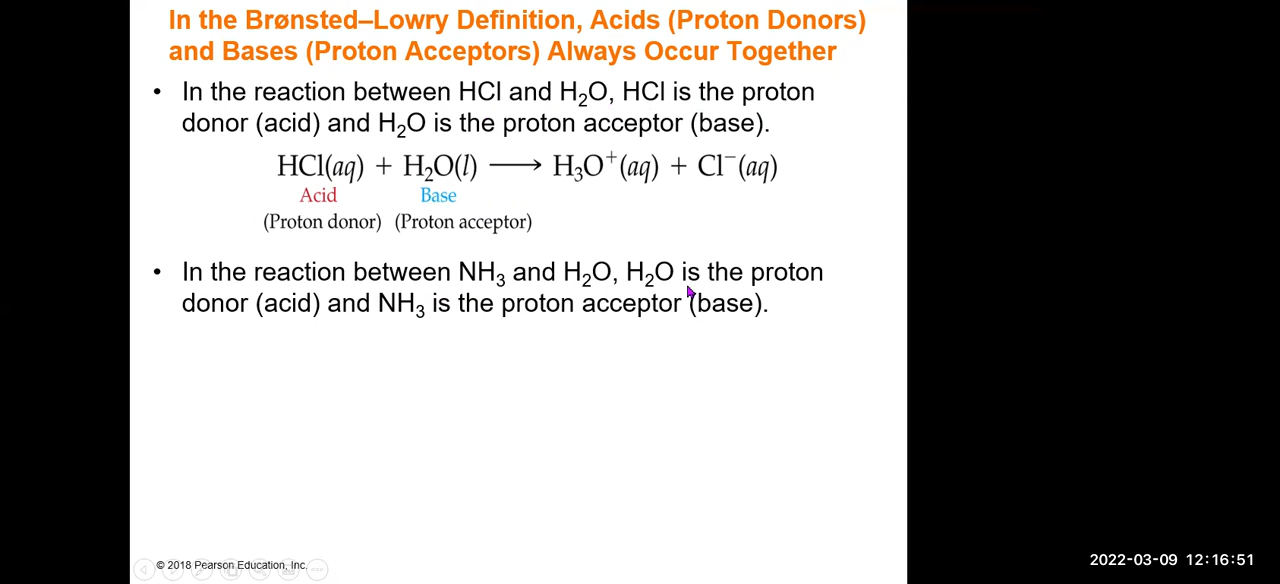 In the Brønsted–Lowry Definition, Acids (Proton Donors)
and Bases (Proton Acceptors) Always Occur Together
• In the reaction between HCl and H₂O, HCl is the proton
donor (acid) and H₂O is the proton acceptor (base).
HCl(aq) + H₂O(l) ⟶ H₃O⁺(aq) + Cl⁻(aq)
Acid Base
(Proton donor) (Proton acceptor)
• In the reaction between NH₃ and H₂O, H₂O is the proton
donor (acid) and NH₃ is the proton acceptor (base).
© 2018 Pearson Education, Inc.
2022-03-09 12:16:51